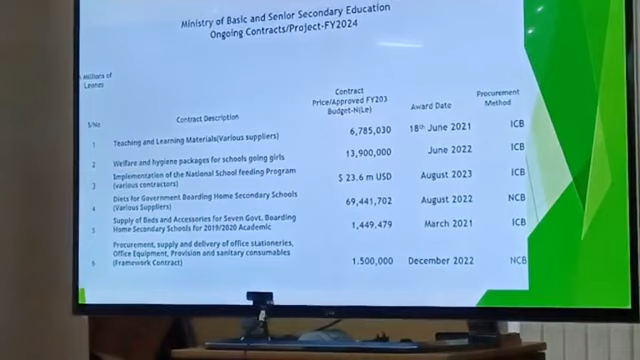 Ministry of Basic and Senior Secondary Education
Ongoing Contracts/Project-FY2024
Millions of
Leones
S/No
Contract Description
Contract
Price/Approved FY203
Budget-N(Le)
Award Date
Procurement
Method
1 Teaching and Learning Materials(Various suppliers) 6,785,030 18th June 2021 ICB
2 Welfare and hygiene packages for schools going girls 13,900,000 June 2022 ICB
3 Implementation of the National School feeding Program
(various contractors) $ 23.6 m USD August 2023 ICB
4 Diets for Government Boarding Home Secondary Schools
(Various Suppliers) 69,441,702 August 2022 NCB
5 Supply of Beds and Accessories for Seven Govt. Boarding
Home Secondary Schools for 2019/2020 Academic 1,449,479 March 2021 ICB
6 Procurement, supply and delivery of office stationeries,
Office Equipment, Provision and sanitary consumables
(Framework Contract) 1.500,000 December 2022 NCB